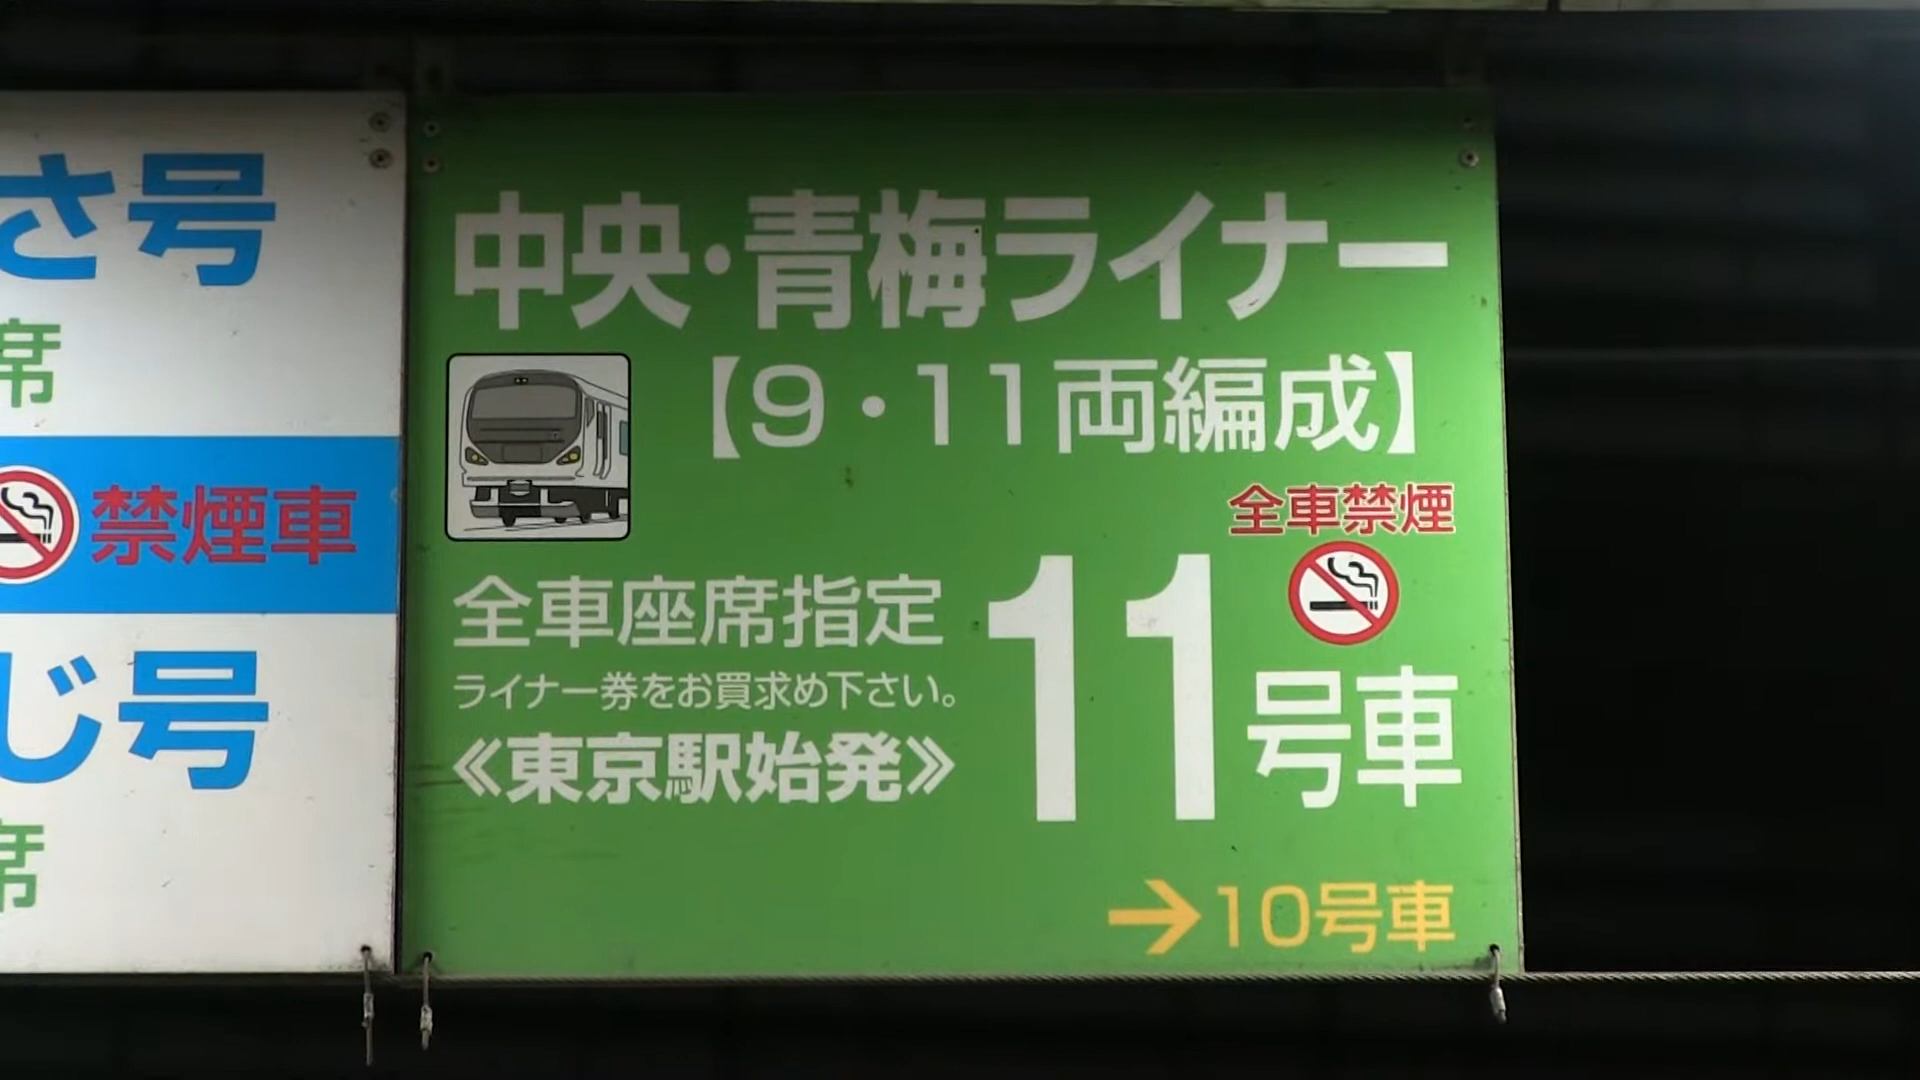 さ号
席
禁煙車
じ号
席
中央・青梅ライナー
【9・11両編成】
全車禁煙
全車座席指定
ライナー券をお買求め下さい。
《東京駅始発》
11号車
→10号車